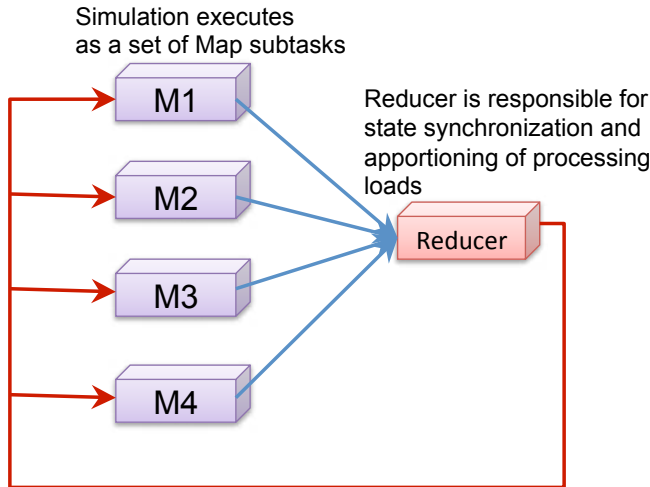 Simulation executes
as a set of Map subtasks
M1
Reducer is responsible for
state synchronization and
apportioning of processing
loads
M2
Reducer
M3
M4